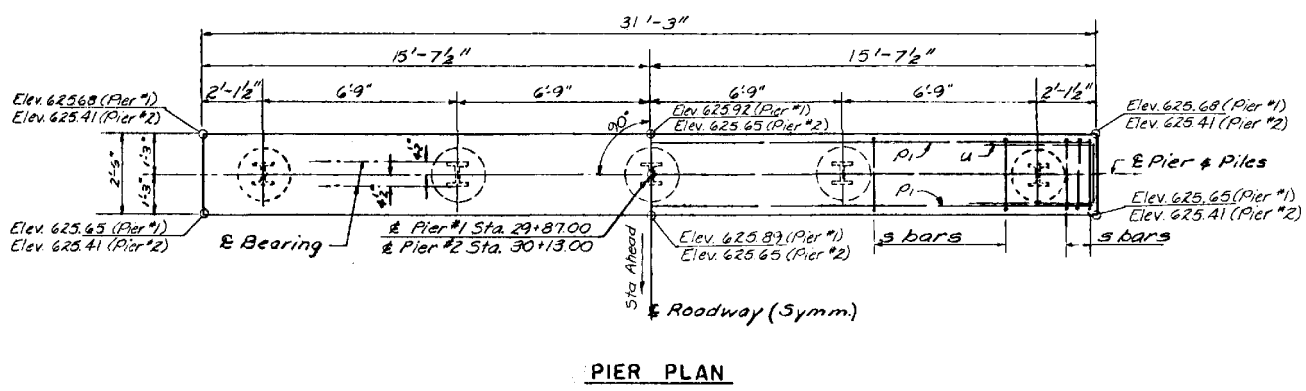 31'-3"
15'-7½" 15'-7½"
2'-1½" 6'-9" 6'-9" 6'-9" 6'-9" 2'-1½"
Elev. 625.68 (Pier #1)
Elev. 625.41 (Pier #2)
Elev. 625.92 (Pier #1)
Elev. 625.65 (Pier #2)
Elev. 625.68 (Pier #1)
Elev. 625.41 (Pier #2)
90°
2'-6"
1'-3" 1'-3"
4½"
4½"
P1 u
P1
℄ Pier & Piles
Elev. 625.65 (Pier #1)
Elev. 625.41 (Pier #2)
℄ Bearing
℄ Pier #1 Sta. 29+87.00
℄ Pier #2 Sta. 30+13.00
Elev. 625.89 (Pier #1)
Elev. 625.65 (Pier #2)
Elev. 625.65 (Pier #1)
Elev. 625.41 (Pier #2)
s bars s bars
Sta Ahead
℄ Roadway (Symm.)
PIER PLAN